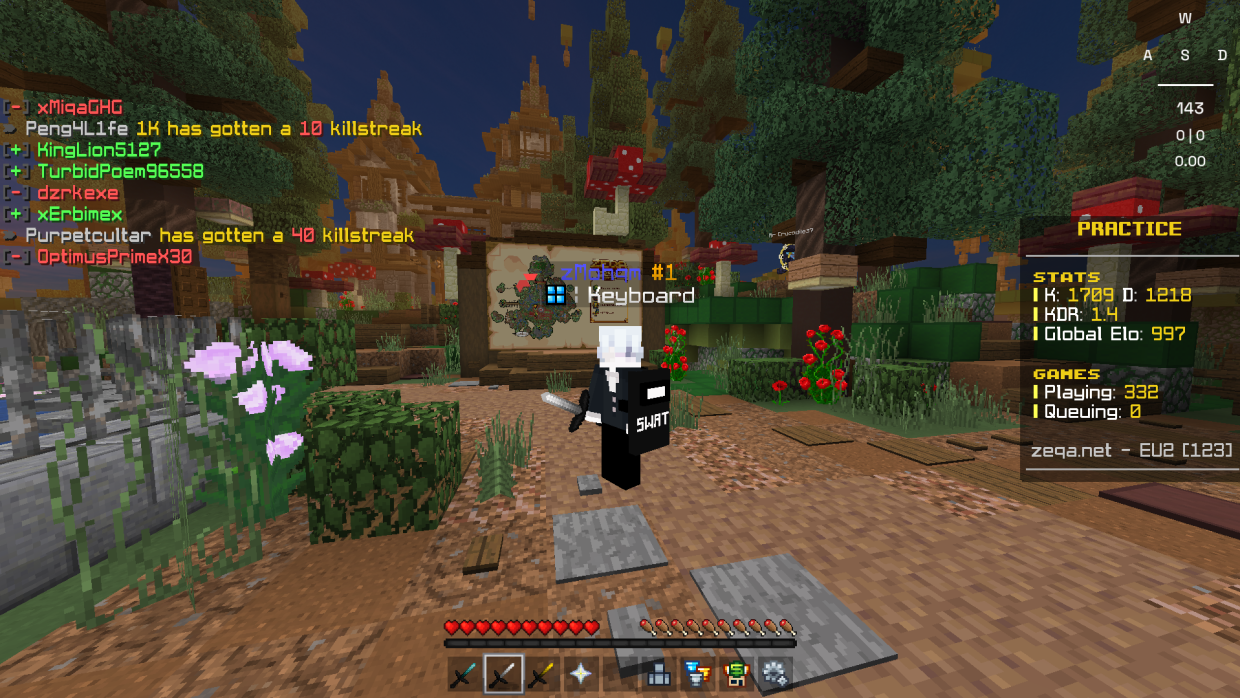 [-] xMiqaGHG
Peng4L1fe 1K has gotten a 10 killstreak
[+] KingLion5127
[+] TurbidPoem96558
[-] dzrkexe
[+] xErbimex
Purpetcultar has gotten a 40 killstreak
[-] OptimusPrimeX30
W
A S D
143
0|0
0.00
zMohqm #1
Keyboard
SWAT
PRACTICE
STATS
K: 1709 D: 1218
KDR: 1.4
Global Elo: 997
GAMES
Playing: 332
Queuing: 0
zeqa.net - EU2 [123]